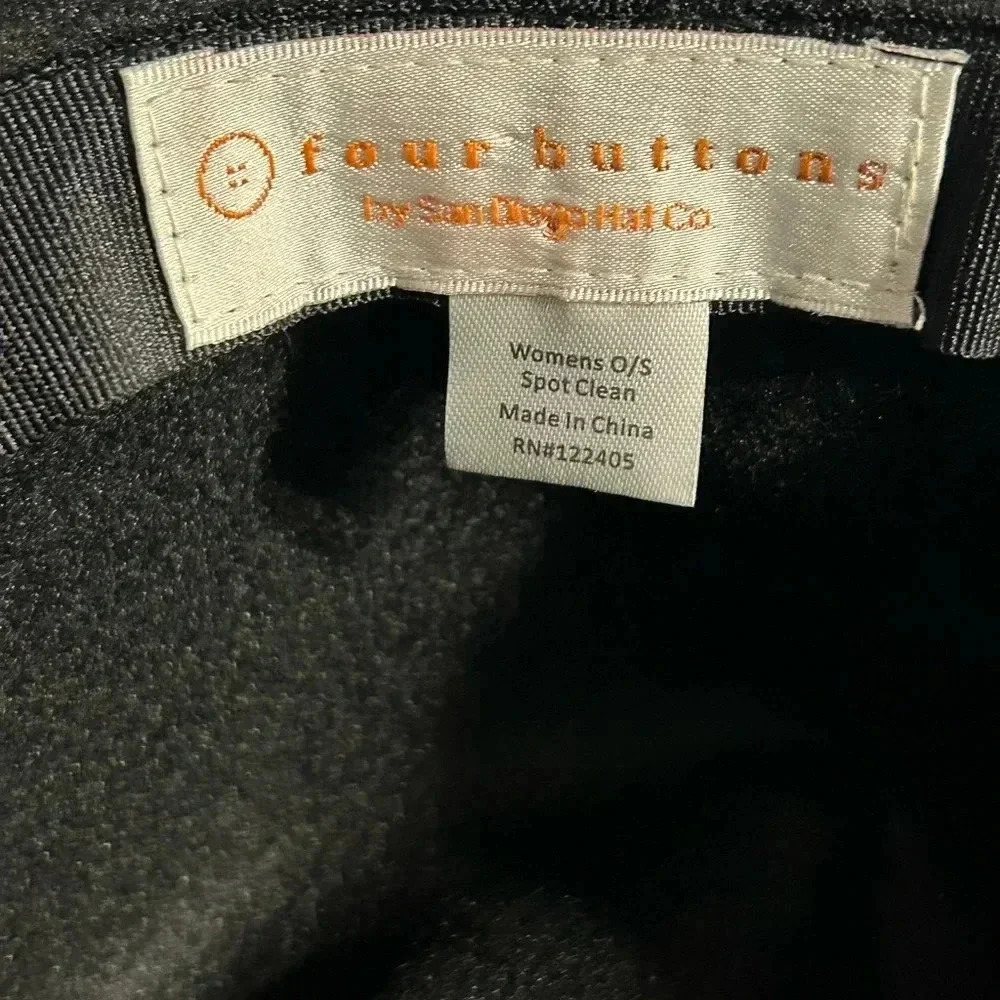 four buttons
by San Diego Hat Co.
Womens O/S
Spot Clean
Made In China
RN#122405